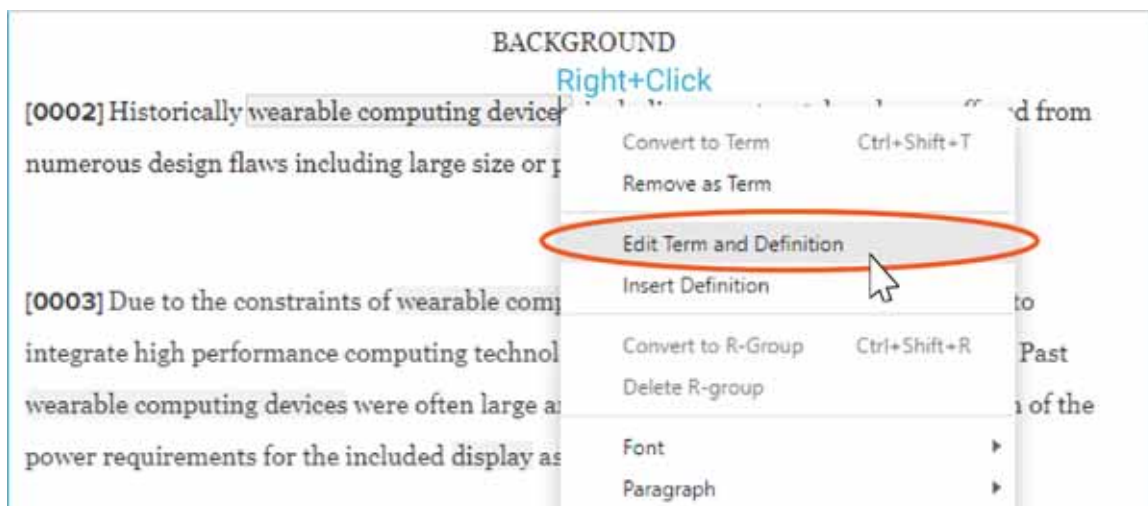 BACKGROUND
Right+Click
[0002] Historically wearable computing device d from
numerous design flaws including large size or
Convert to Term Ctrl+Shift+T
Remove as Term
Edit Term and Definition
Insert Definition
[0003] Due to the constraints of wearable to
integrate high performance computing Past
Convert to R-Group Ctrl+Shift+R
Delete R-group
wearable computing devices were often large of the
power requirements for the included display as
Font
Paragraph